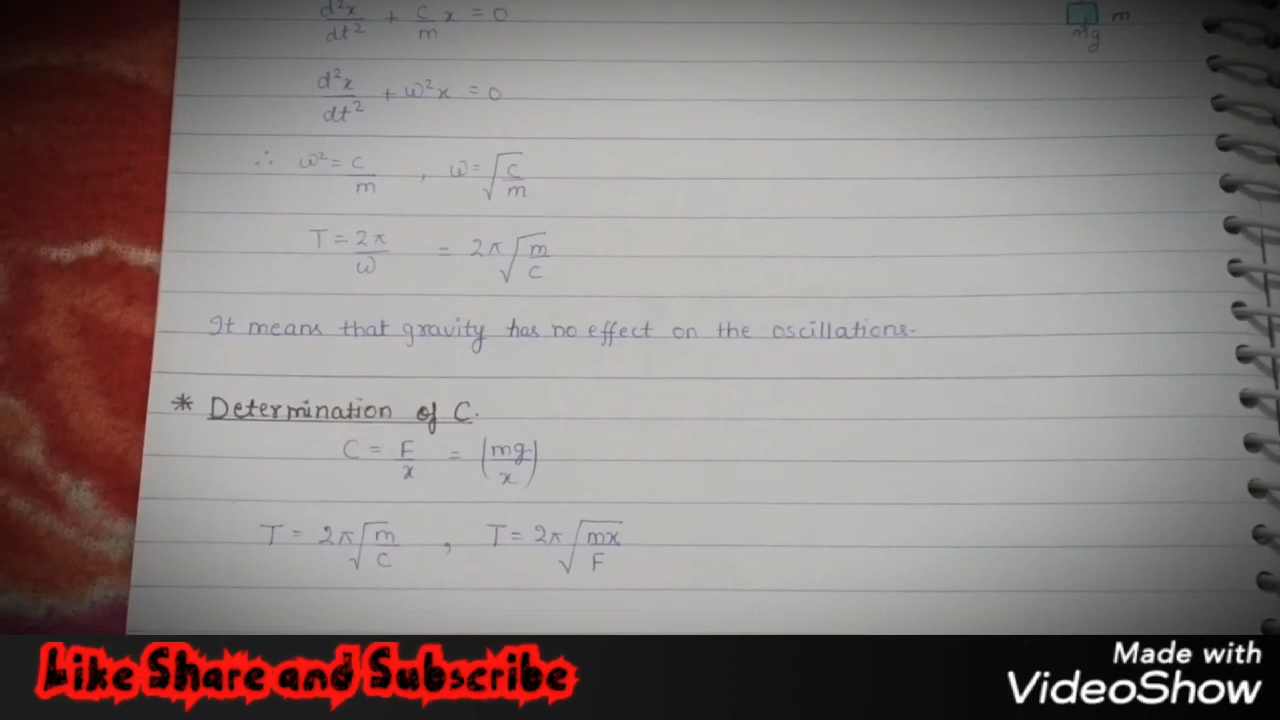 d²x/dt² + c/m x = 0
m
mg
d²x/dt² + ω²x = 0
∴ ω² = c/m , ω = √(c/m)
T = 2π/ω = 2π √(m/c)
It means that gravity has no effect on the oscillations.
* Determination of C.
C = F/x = (mg/x)
T = 2π √(m/C) , T = 2π √(mx/F)
Like Share and Subscribe
Made with
VideoShow